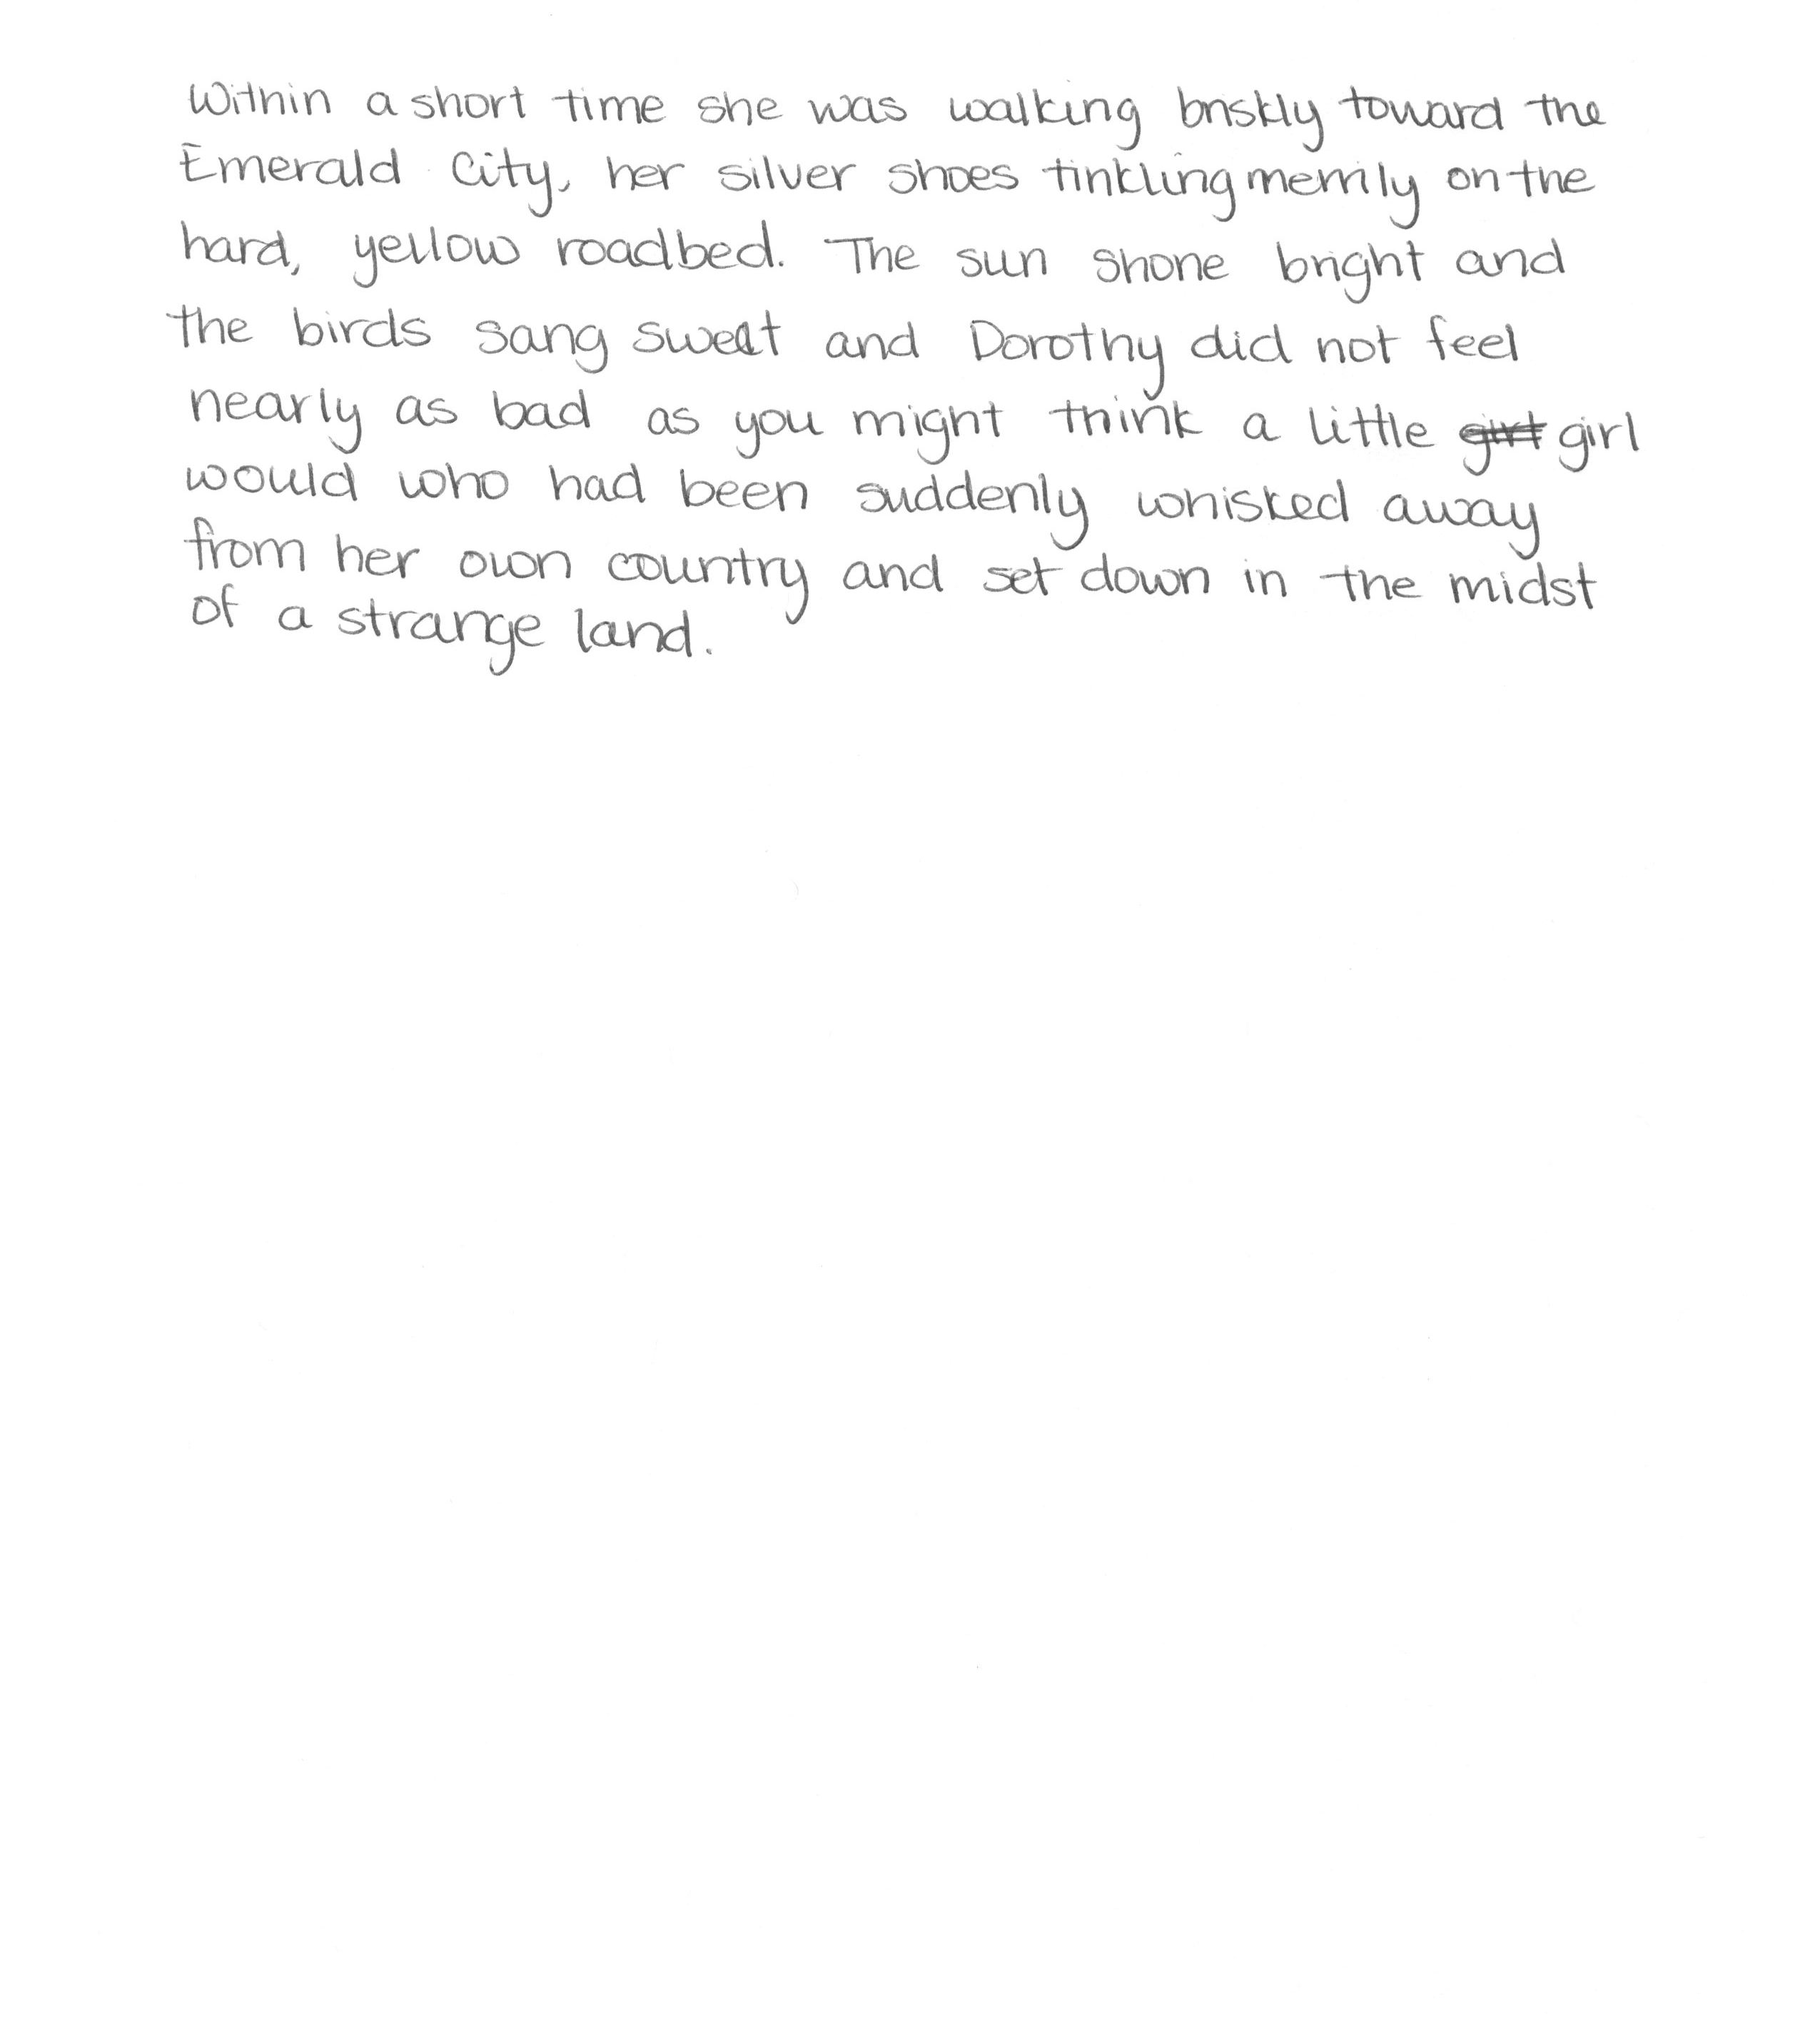 Within a short time she was walking briskly toward the
Emerald City, her silver shoes tinkling merrily on the
hard, yellow roadbed. The sun shone bright and
the birds sang sweet and Dorothy did not feel
nearly as bad as you might think a little girl
would who had been suddenly whisked away
from her own country and set down in the midst
of a strange land.